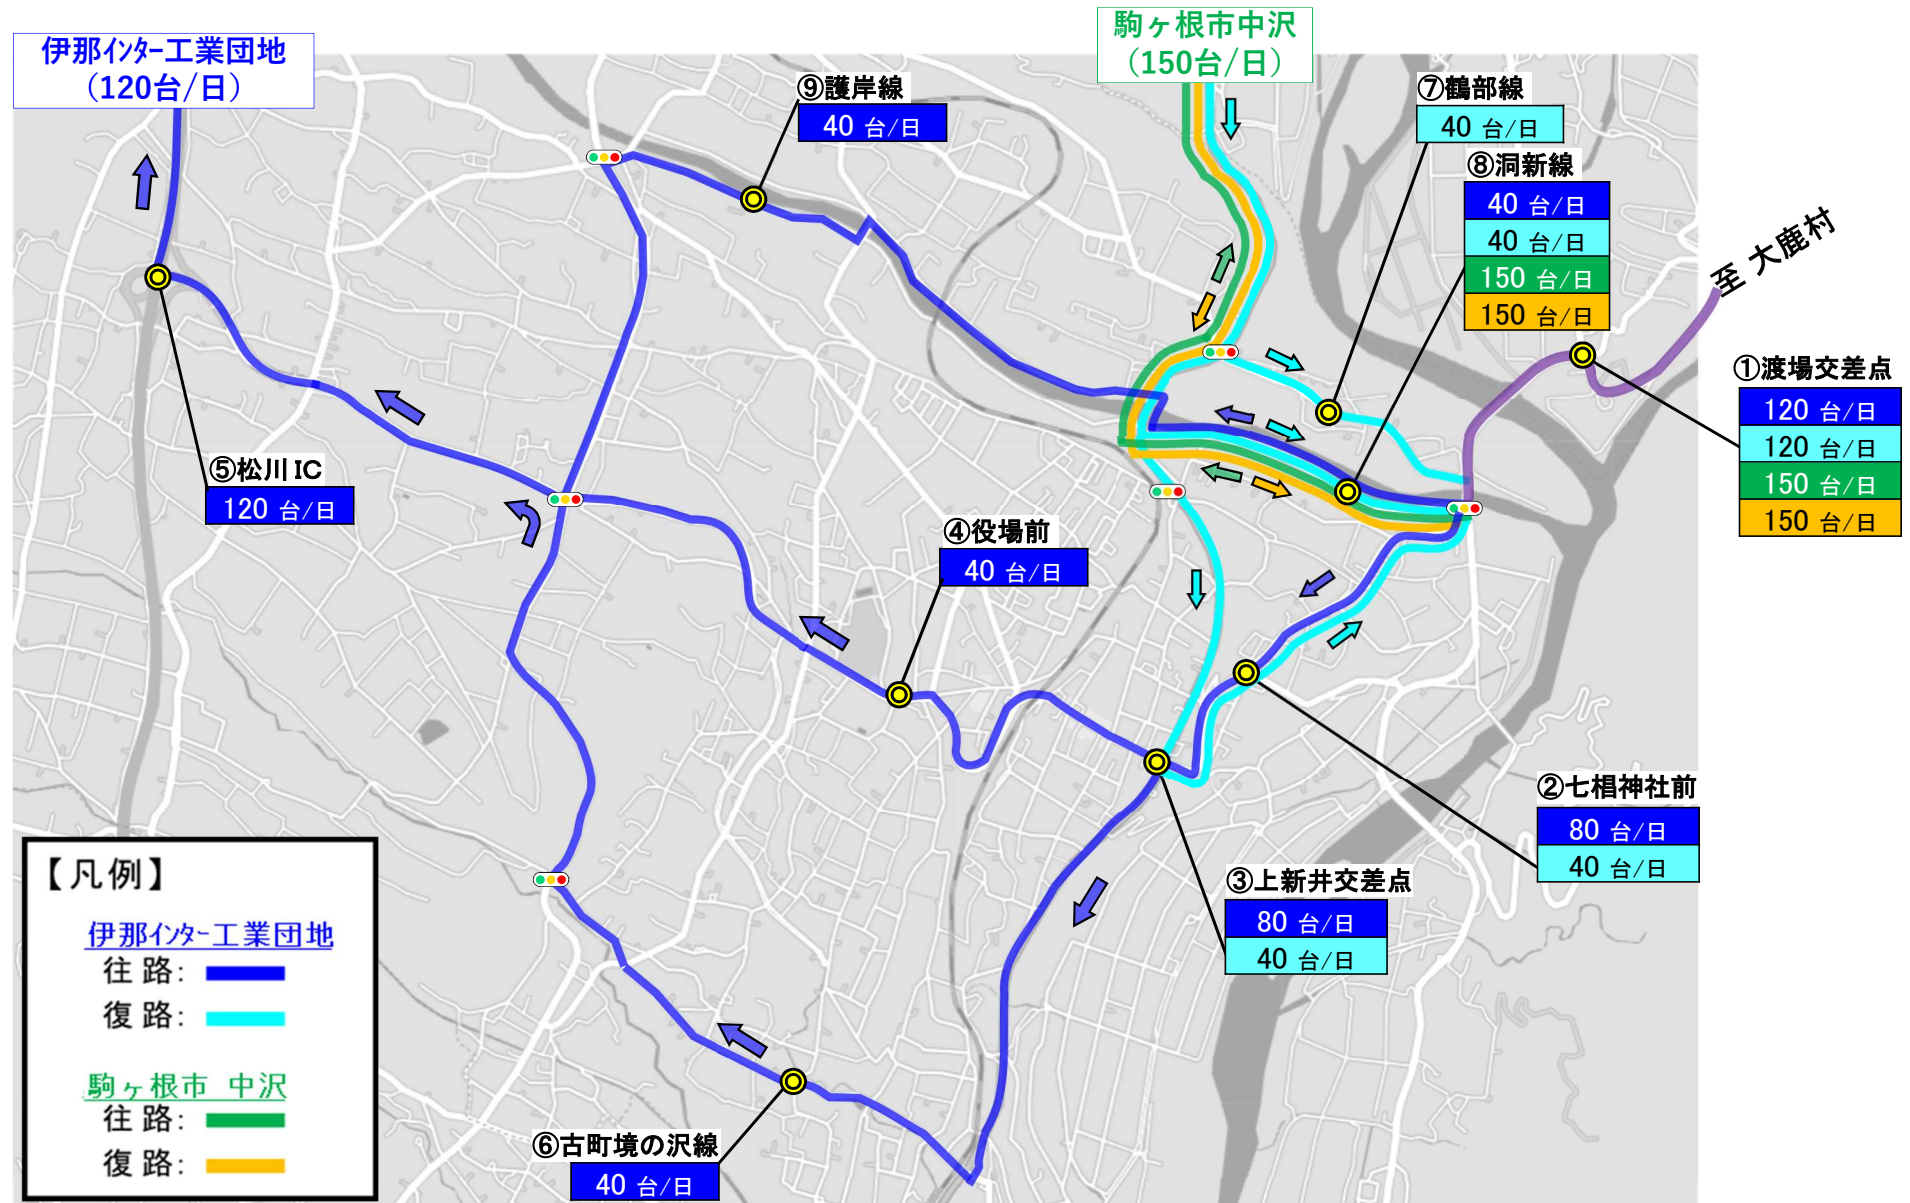 伊那ｲﾝﾀｰ工業団地
（120台/日）
駒ヶ根市中沢
（150台/日）
⑨護岸線
40 台/日
⑦鶴部線
40 台/日
⑧洞新線
40 台/日
40 台/日
150 台/日
150 台/日
至 大鹿村
①渡場交差点
120 台/日
120 台/日
150 台/日
150 台/日
⑤松川IC
120 台/日
④役場前
40 台/日
②七椙神社前
80 台/日
40 台/日
③上新井交差点
80 台/日
40 台/日
⑥古町境の沢線
40 台/日
【凡例】
伊那ｲﾝﾀｰ工業団地
往路:
復路:
駒ヶ根市 中沢
往路:
復路: